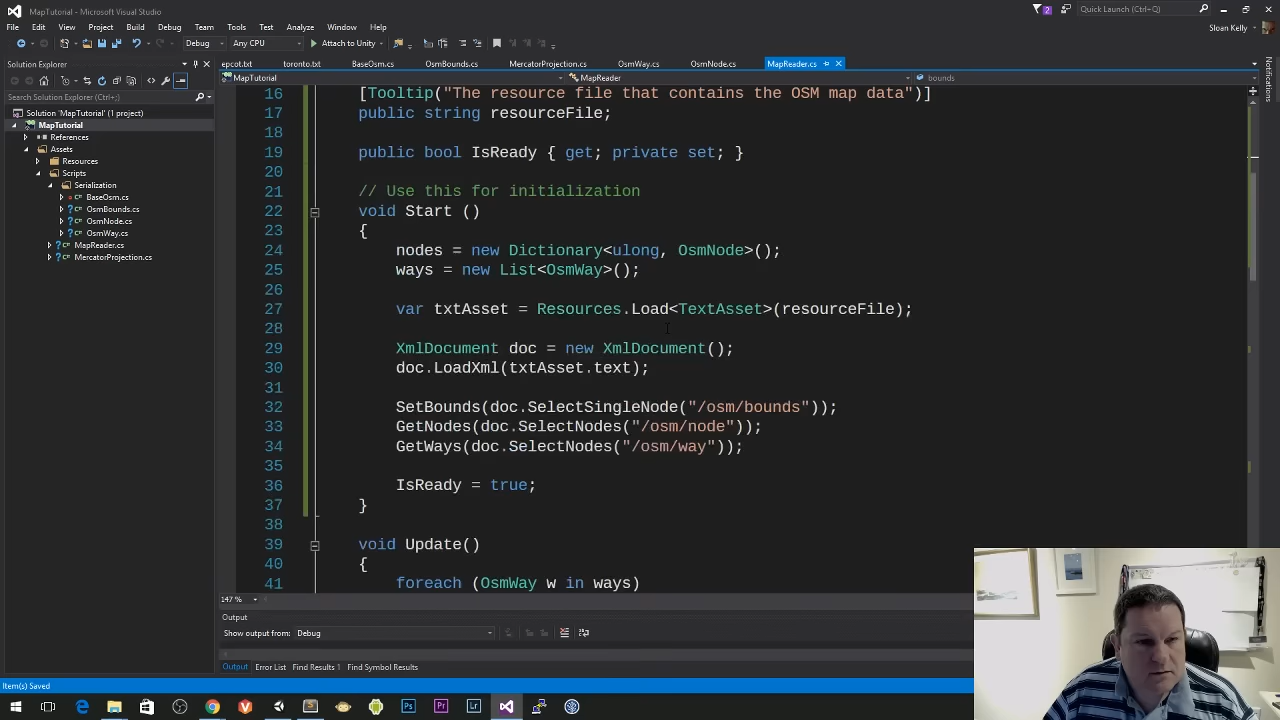 MapTutorial - Microsoft Visual Studio
2
Quick Launch (Ctrl+Q)
File Edit View Project Build Debug Team Tools Test Analyze Window Help
Sloan Kelly
Debug Any CPU Attach to Unity
Solution Explorer
epcot.txt toronto.txt BaseOsm.cs OsmBounds.cs MercatorProjection.cs OsmWay.cs OsmNode.cs MapReader.cs
MapTutorial MapReader bounds
Search Solution Explorer (Ctrl+;)
Solution 'MapTutorial' (1 project)
MapTutorial
References
Assets
Resources
Scripts
Serialization
BaseOsm.cs
OsmBounds.cs
OsmNode.cs
OsmWay.cs
MapReader.cs
MercatorProjection.cs
Notifications
16 [Tooltip("The resource file that contains the OSM map data")]
17 public string resourceFile;
18
19 public bool IsReady { get; private set; }
20
21 // Use this for initialization
22 void Start ()
23 {
24 nodes = new Dictionary<ulong, OsmNode>();
25 ways = new List<OsmWay>();
26
27 var txtAsset = Resources.Load<TextAsset>(resourceFile);
28
29 XmlDocument doc = new XmlDocument();
30 doc.LoadXml(txtAsset.text);
31
32 SetBounds(doc.SelectSingleNode("/osm/bounds"));
33 GetNodes(doc.SelectNodes("/osm/node"));
34 GetWays(doc.SelectNodes("/osm/way"));
35
36 IsReady = true;
37 }
38
39 void Update()
40 {
41 foreach (OsmWay w in ways)
147 %
Output
Show output from: Debug
Output Error List Find Results 1 Find Symbol Results
Item(s) Saved
Ps Pr Lr